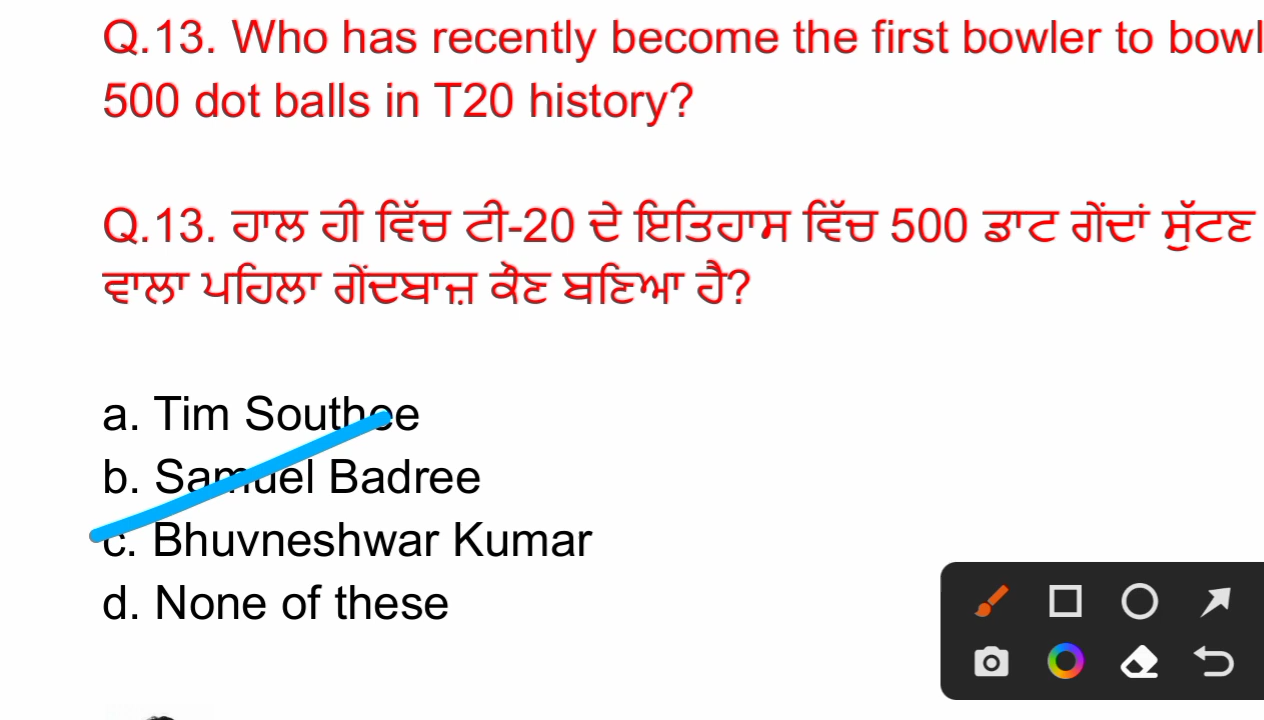 Q.13. Who has recently become the first bowler to bowl
500 dot balls in T20 history?
Q.13. ਹਾਲ ਹੀ ਵਿੱਚ ਟੀ-20 ਦੇ ਇਤਿਹਾਸ ਵਿੱਚ 500 ਡਾਟ ਗੇਂਦਾਂ ਸੁੱਟਣ
ਵਾਲਾ ਪਹਿਲਾ ਗੇਂਦਬਾਜ਼ ਕੌਣ ਬਣਿਆ ਹੈ?
a. Tim Southee
b. Samuel Badree
c. Bhuvneshwar Kumar
d. None of these